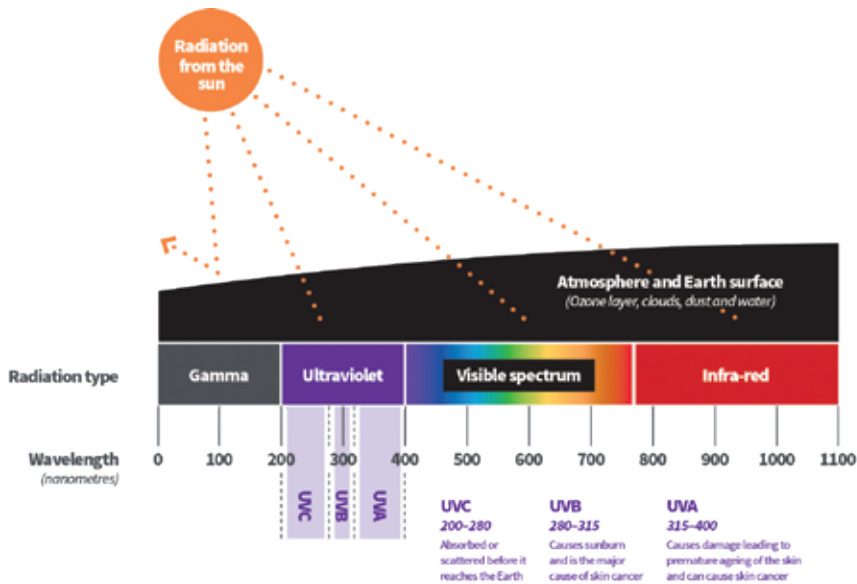 Radiation
from the
sun
Atmosphere and Earth surface
(Ozone layer, clouds, dust and water)
Radiation type
Gamma
Ultraviolet
Visible spectrum
Infra-red
Wavelength
(nanometres)
0 100 200 300 400 500 600 700 800 900 1000 1100
UVC
UVB
UVA
UVC
200–280
Absorbed or
scattered before it
reaches the Earth
UVB
280–315
Causes sunburn
and is the major
cause of skin cancer
UVA
315–400
Causes damage leading to
premature ageing of the skin
and can cause skin cancer